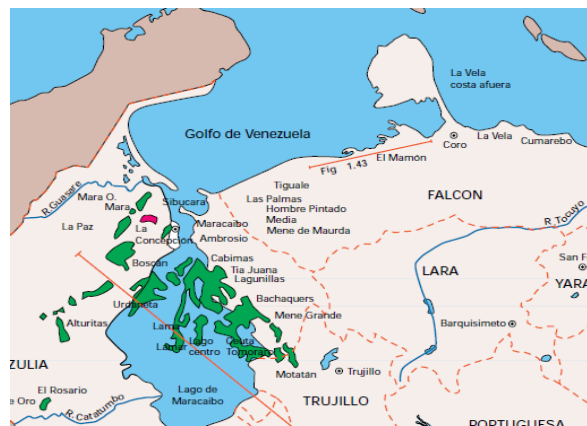 La Vela
costa afuera
Golfo de Venezuela
Fig 1.43
El Mamón
Coro
La Vela
Cumarebo
R.Guasare
Mara O.
Mara
Sibucara
Tiguale
Las Palmas
Hombre Pintado
Media
Mene de Maurda
FALCON
R.Tocuyo
La Paz
La
Concepción
Maracaibo
Ambrosio
Boscán
Cabimas
Tia Juana
Lagunillas
LARA
San F
YARA
Urdaneta
Bachaquers
Mene Grande
Barquisimeto
Alturitas
Lama
Lamar
Lago
centro
Ceuta
Tomoraro
ZULIA
Motatán
Trujillo
El Rosario
e Oro
R. Catatumbo
Lago de
Maracaibo
TRUJILLO
PORTUGUESA